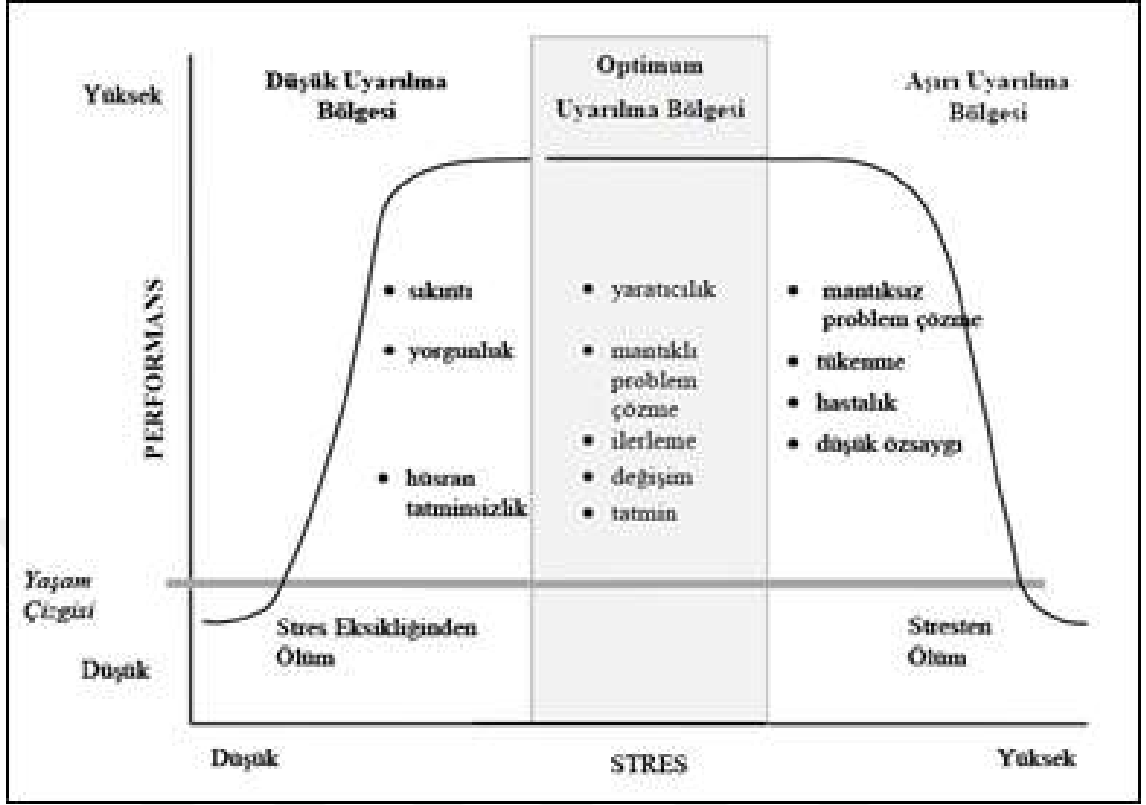 Yüksek
Düşük Uyarılma
Bölgesi
Optimum
Uyarılma Bölgesi
Aşırı Uyarılma
Bölgesi
PERFORMANS
• sıkıntı
• yorgunluk
• hüsran
tatminsizlik
• yaratıcılık
• mantıklı
problem
çözme
• ilerleme
• değişim
• tatmin
• mantıksız
problem çözme
• tükenme
• hastalık
• düşük özsaygı
Yaşam
Çizgisi
Stres Eksikliğinden
Ölüm
Stresten
Ölüm
Düşük
Düşük
STRES
Yüksek